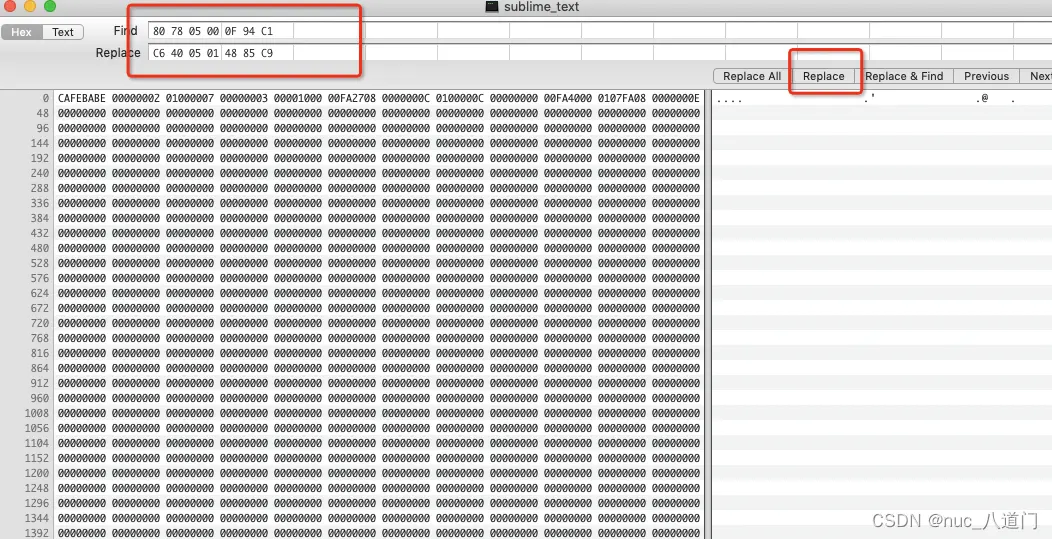 sublime_text
Hex Text Find 80 78 05 00 0F 94 C1
Replace C6 40 05 01 48 85 C9
Replace All Replace Replace & Find Previous Next
0 CAFEBABE 00000002 01000007 00000003 00001000 00FA2708 0000000C 0100000C 00000000 00FA4000 0107FA08 0000000E .... .' .@ .
48 00000000 00000000 00000000 00000000 00000000 00000000 00000000 00000000 00000000 00000000 00000000 00000000
96 00000000 00000000 00000000 00000000 00000000 00000000 00000000 00000000 00000000 00000000 00000000 00000000
144 00000000 00000000 00000000 00000000 00000000 00000000 00000000 00000000 00000000 00000000 00000000 00000000
192 00000000 00000000 00000000 00000000 00000000 00000000 00000000 00000000 00000000 00000000 00000000 00000000
240 00000000 00000000 00000000 00000000 00000000 00000000 00000000 00000000 00000000 00000000 00000000 00000000
288 00000000 00000000 00000000 00000000 00000000 00000000 00000000 00000000 00000000 00000000 00000000 00000000
336 00000000 00000000 00000000 00000000 00000000 00000000 00000000 00000000 00000000 00000000 00000000 00000000
384 00000000 00000000 00000000 00000000 00000000 00000000 00000000 00000000 00000000 00000000 00000000 00000000
432 00000000 00000000 00000000 00000000 00000000 00000000 00000000 00000000 00000000 00000000 00000000 00000000
480 00000000 00000000 00000000 00000000 00000000 00000000 00000000 00000000 00000000 00000000 00000000 00000000
528 00000000 00000000 00000000 00000000 00000000 00000000 00000000 00000000 00000000 00000000 00000000 00000000
576 00000000 00000000 00000000 00000000 00000000 00000000 00000000 00000000 00000000 00000000 00000000 00000000
624 00000000 00000000 00000000 00000000 00000000 00000000 00000000 00000000 00000000 00000000 00000000 00000000
672 00000000 00000000 00000000 00000000 00000000 00000000 00000000 00000000 00000000 00000000 00000000 00000000
720 00000000 00000000 00000000 00000000 00000000 00000000 00000000 00000000 00000000 00000000 00000000 00000000
768 00000000 00000000 00000000 00000000 00000000 00000000 00000000 00000000 00000000 00000000 00000000 00000000
816 00000000 00000000 00000000 00000000 00000000 00000000 00000000 00000000 00000000 00000000 00000000 00000000
864 00000000 00000000 00000000 00000000 00000000 00000000 00000000 00000000 00000000 00000000 00000000 00000000
912 00000000 00000000 00000000 00000000 00000000 00000000 00000000 00000000 00000000 00000000 00000000 00000000
960 00000000 00000000 00000000 00000000 00000000 00000000 00000000 00000000 00000000 00000000 00000000 00000000
1008 00000000 00000000 00000000 00000000 00000000 00000000 00000000 00000000 00000000 00000000 00000000 00000000
1056 00000000 00000000 00000000 00000000 00000000 00000000 00000000 00000000 00000000 00000000 00000000 00000000
1104 00000000 00000000 00000000 00000000 00000000 00000000 00000000 00000000 00000000 00000000 00000000 00000000
1152 00000000 00000000 00000000 00000000 00000000 00000000 00000000 00000000 00000000 00000000 00000000 00000000
1200 00000000 00000000 00000000 00000000 00000000 00000000 00000000 00000000 00000000 00000000 00000000 00000000
1248 00000000 00000000 00000000 00000000 00000000 00000000 00000000 00000000 00000000 00000000 00000000 00000000
1296 00000000 00000000 00000000 00000000 00000000 00000000 00000000 00000000 00000000 00000000 00000000 00000000
1344 00000000 00000000 00000000 00000000 00000000 00000000 00000000 00000000 00000000 00000000 00000000 00000000
1392 00000000 00000000 00000000 00000000 00000000 00000000 00000000 00000000 00000000 00000000 00000000 00000000
CSDN @nuc_八道门